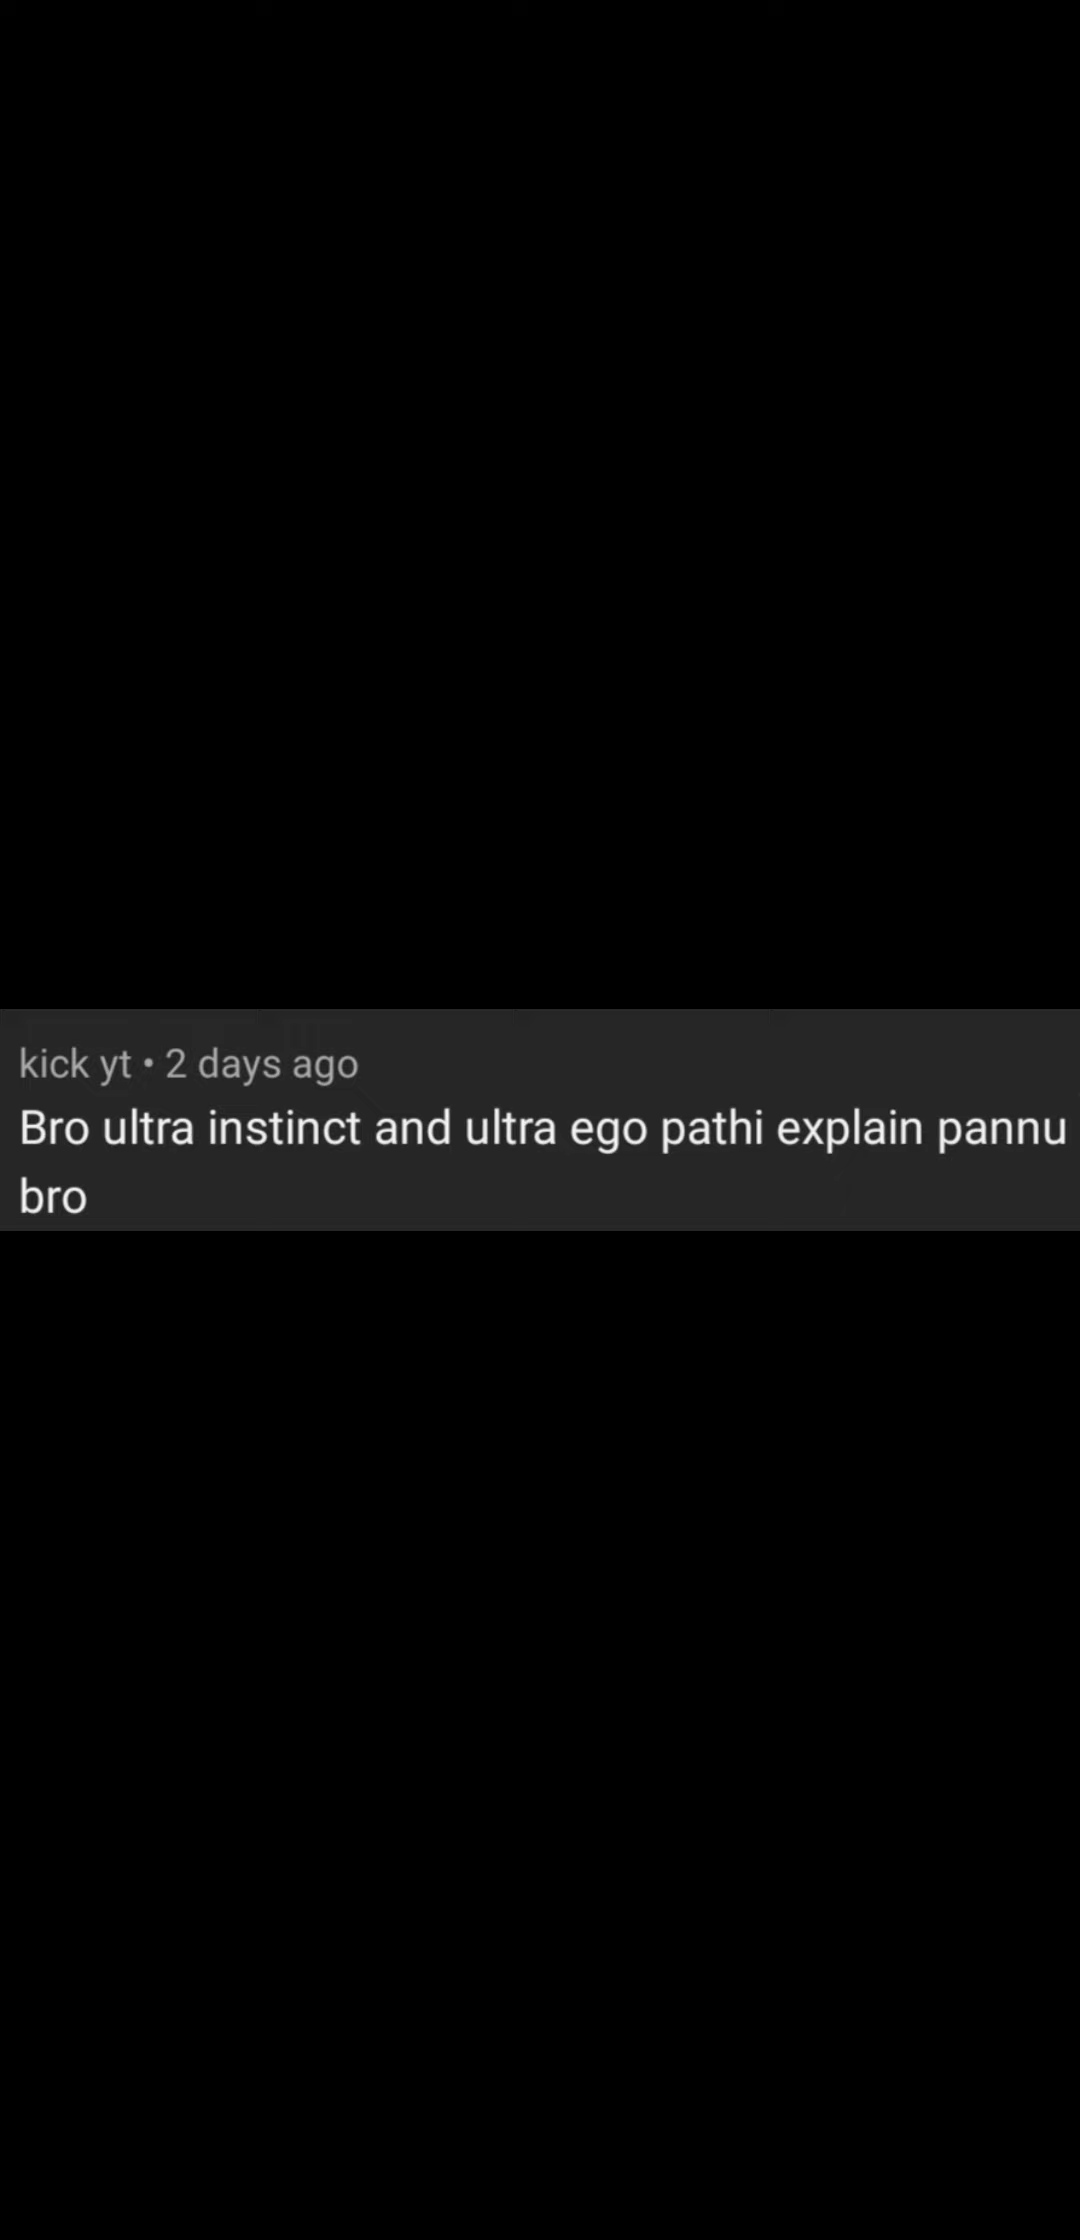 kick yt • 2 days ago
Bro ultra instinct and ultra ego pathi explain pannu
bro